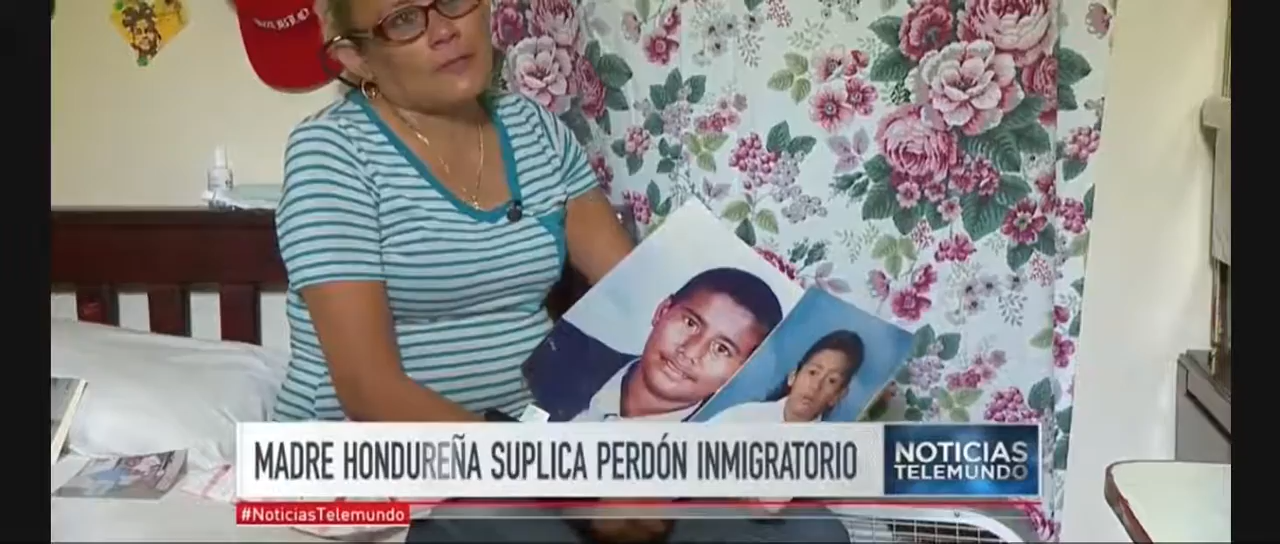 MADRE HONDUREÑA SUPLICA PERDÓN INMIGRATORIO
NOTICIAS
TELEMUNDO
#NoticiasTelemundo